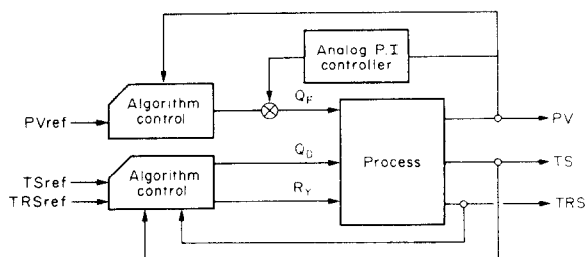 Analog P.I
controller
Algorithm
control
Q_F
PVref
PV
Process
Q_D
TSref
Algorithm
control
TS
TRSref
R_Y
TRS